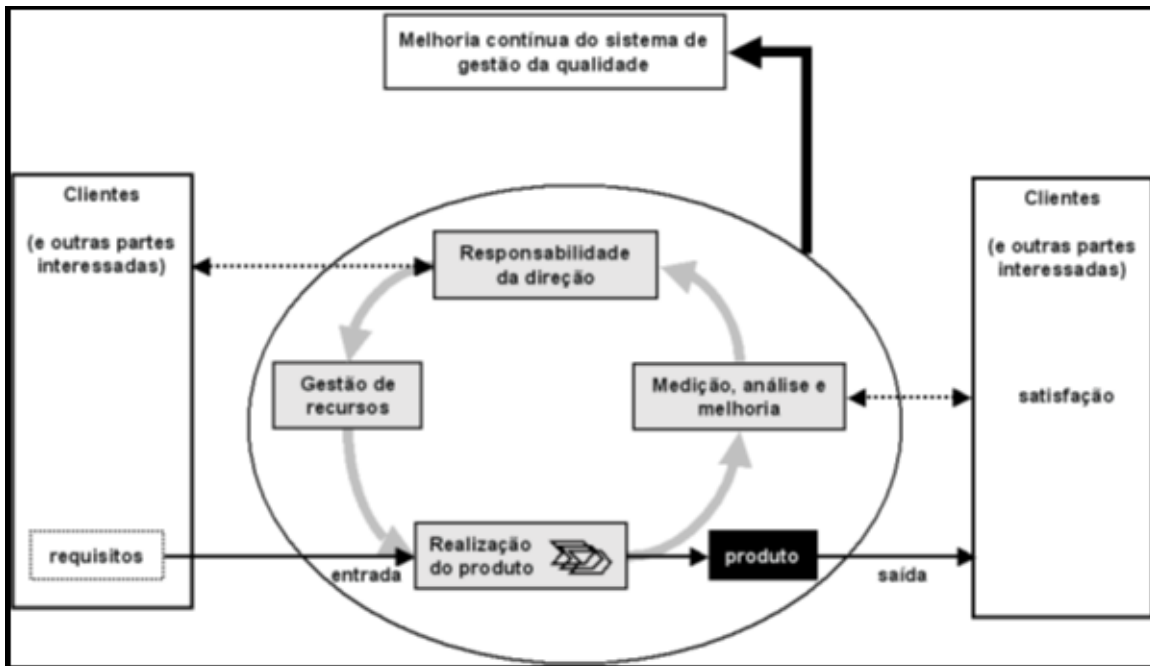 Melhoria contínua do sistema de
gestão da qualidade
Clientes
(e outras partes
interessadas)
requisitos
Responsabilidade
da direção
Gestão de
recursos
Medição, análise e
melhoria
entrada
Realização
do produto
produto
saída
Clientes
(e outras partes
interessadas)
satisfação